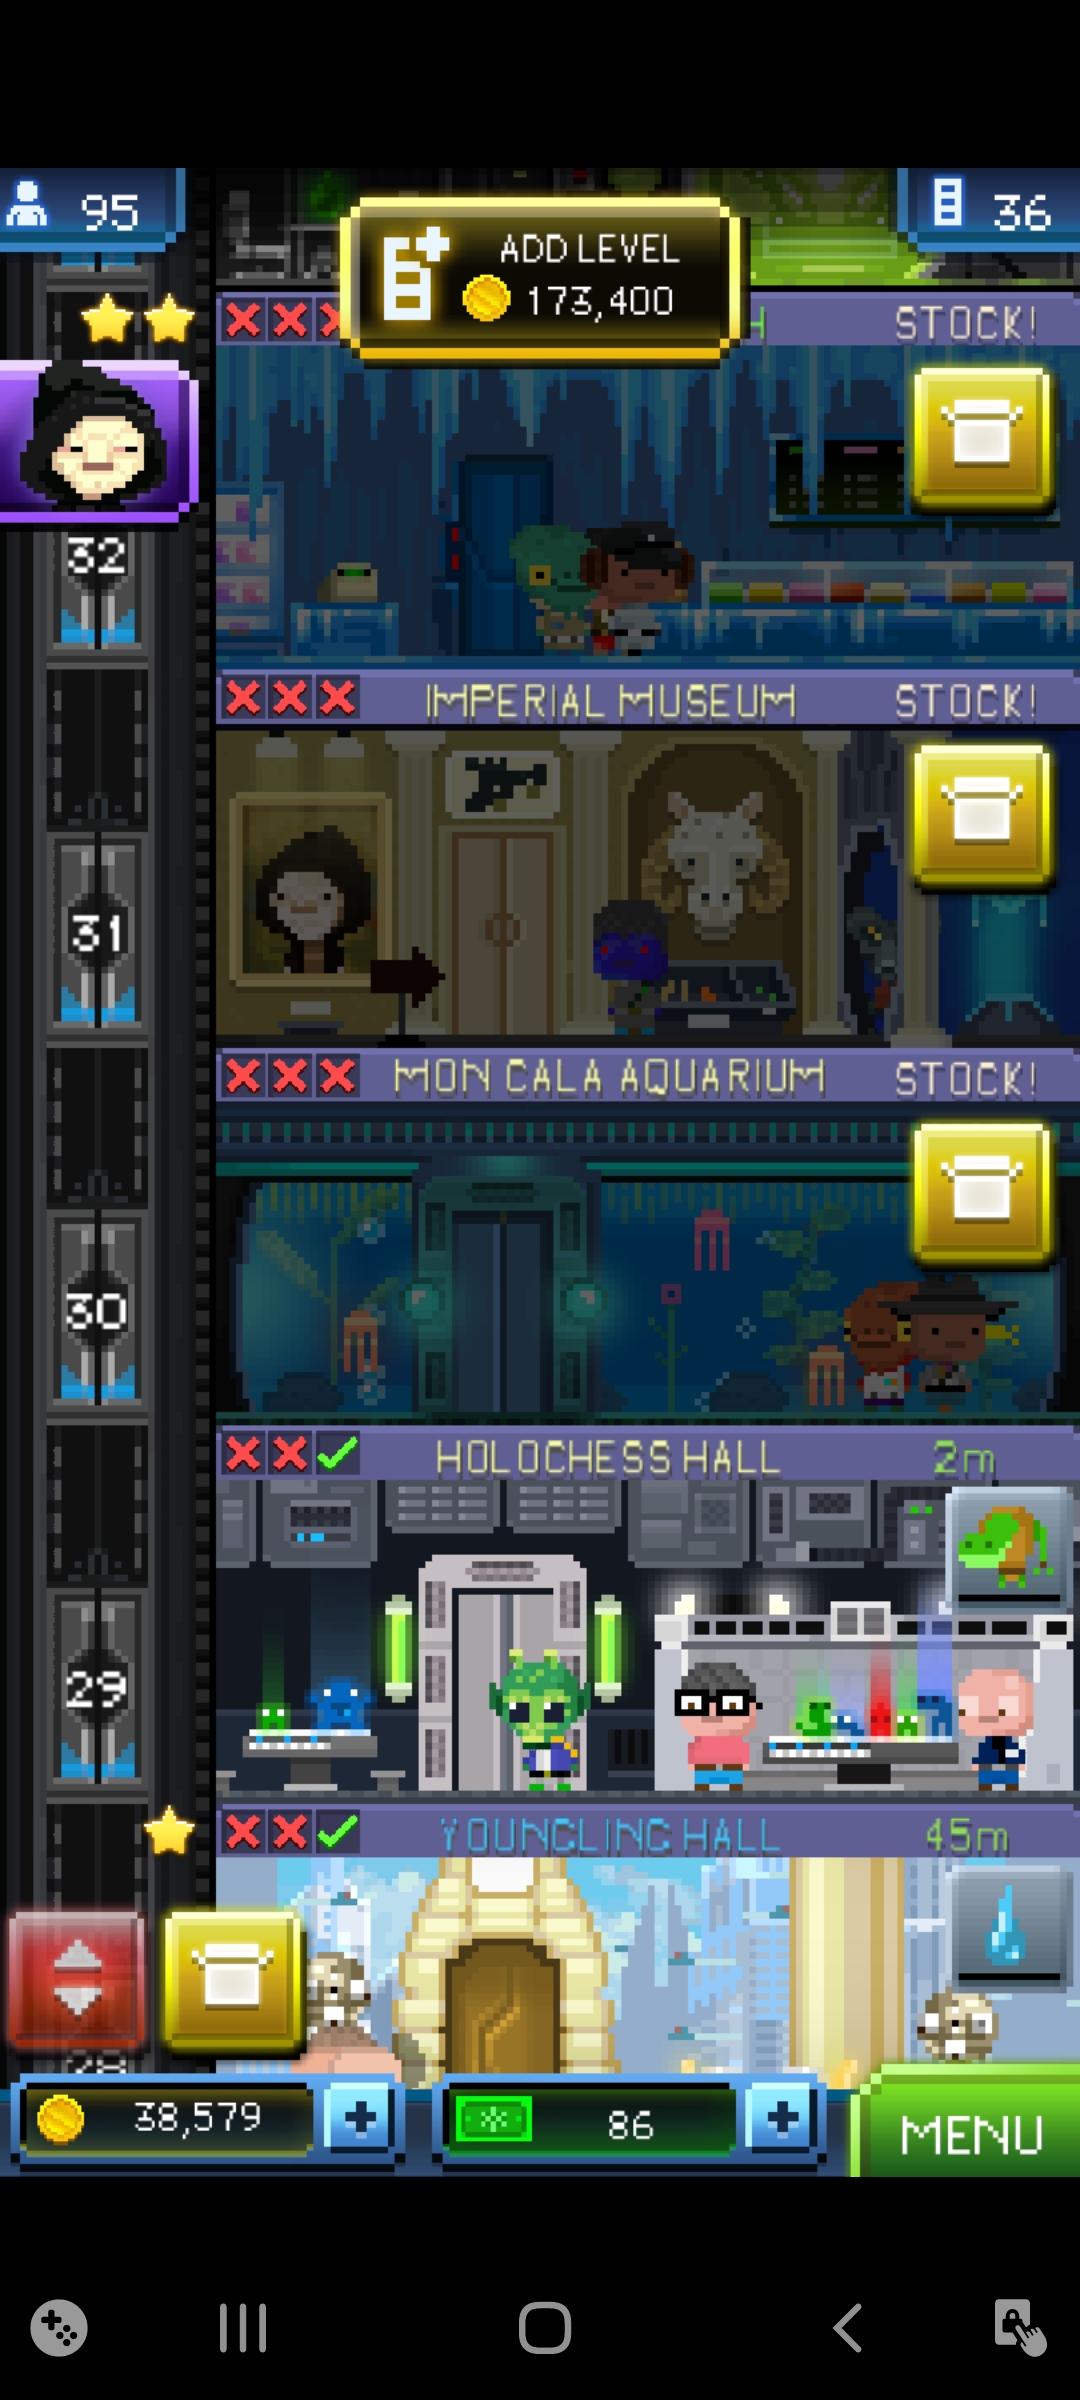 95
ADD LEVEL
173,400
36
STOCK!
32
IMPERIAL MUSEUM
STOCK!
31
MON CALA AQUARIUM
STOCK!
30
HOLOCHESS HALL
2m
29
YOUNGLING HALL
45m
28
38,579
86
MENU